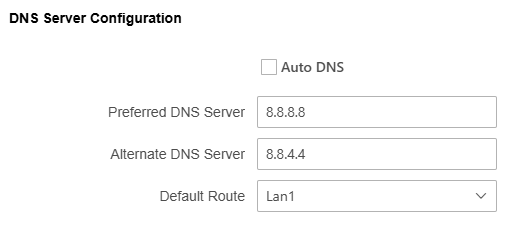 DNS Server Configuration
Auto DNS
Preferred DNS Server 8.8.8.8
Alternate DNS Server 8.8.4.4
Default Route Lan1